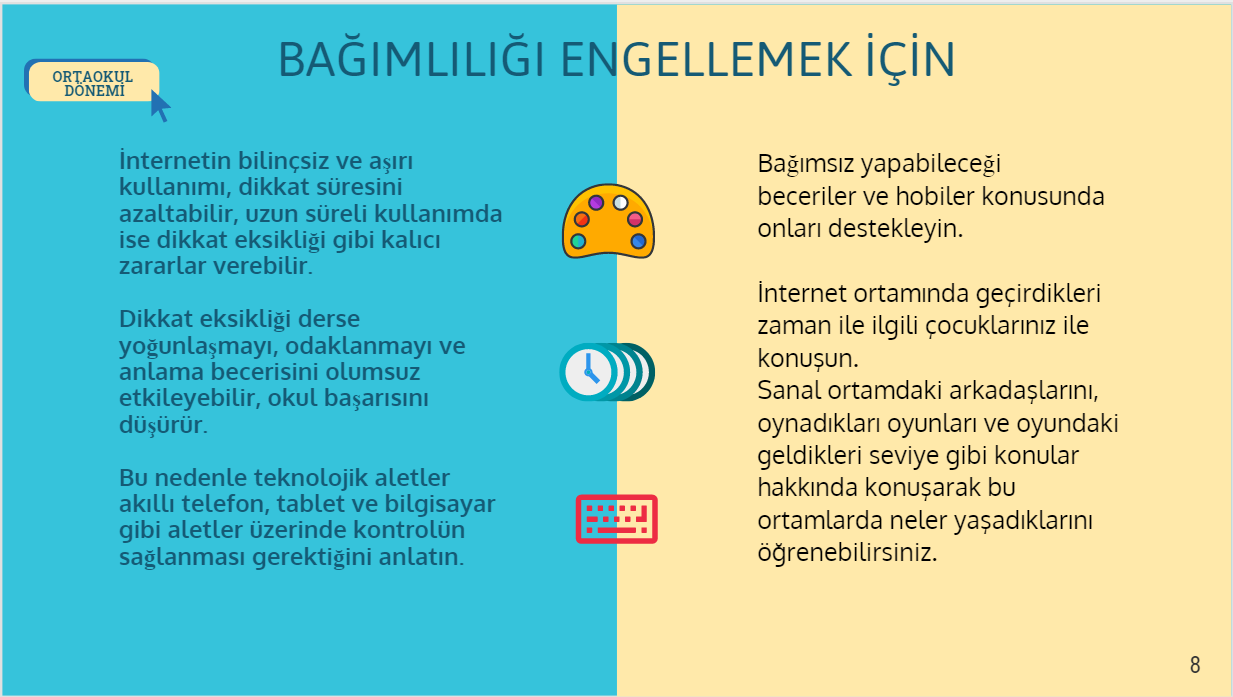 BAĞIMLILIĞI ENGELLEMEK İÇİN
ORTAOKUL
DÖNEMİ
İnternetin bilinçsiz ve aşırı
kullanımı, dikkat süresini
azaltabilir, uzun süreli kullanımda
ise dikkat eksikliği gibi kalıcı
zararlar verebilir.
Dikkat eksikliği derse
yoğunlaşmayı, odaklanmayı ve
anlama becerisini olumsuz
etkileyebilir, okul başarısını
düşürür.
Bu nedenle teknolojik aletler
akıllı telefon, tablet ve bilgisayar
gibi aletler üzerinde kontrolün
sağlanması gerektiğini anlatın.
Bağımsız yapabileceği
beceriler ve hobiler konusunda
onları destekleyin.
İnternet ortamında geçirdikleri
zaman ile ilgili çocuklarınız ile
konuşun.
Sanal ortamdaki arkadaşlarını,
oynadıkları oyunları ve oyundaki
geldikleri seviye gibi konular
hakkında konuşarak bu
ortamlarda neler yaşadıklarını
öğrenebilirsiniz.
8